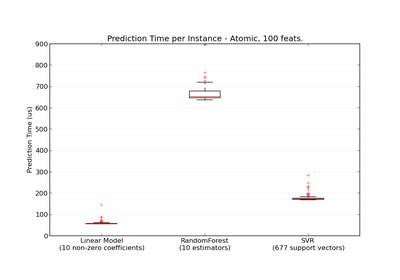 Prediction Time per Instance - Atomic, 100 feats.
900
800
700
600
500
400
300
200
100
0
Prediction Time (us)
Linear Model
(10 non-zero coefficients)
RandomForest
(10 estimators)
SVR
(677 support vectors)